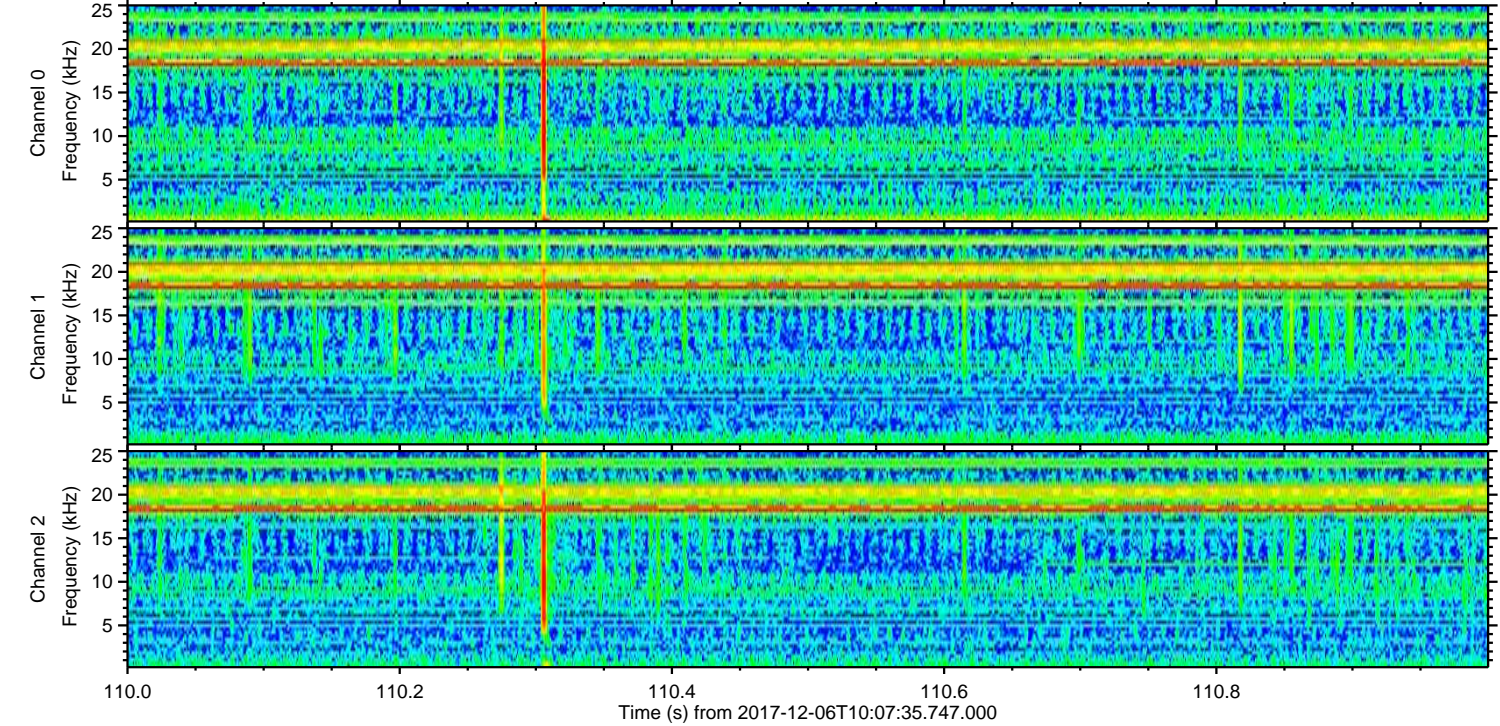 Channel 0
Frequency (kHz)
25
20
15
10
5
Channel 1
Frequency (kHz)
25
20
15
10
5
Channel 2
Frequency (kHz)
25
20
15
10
5
110.0 110.2 110.4 110.6 110.8
Time (s) from 2017-12-06T10:07:35.747.000